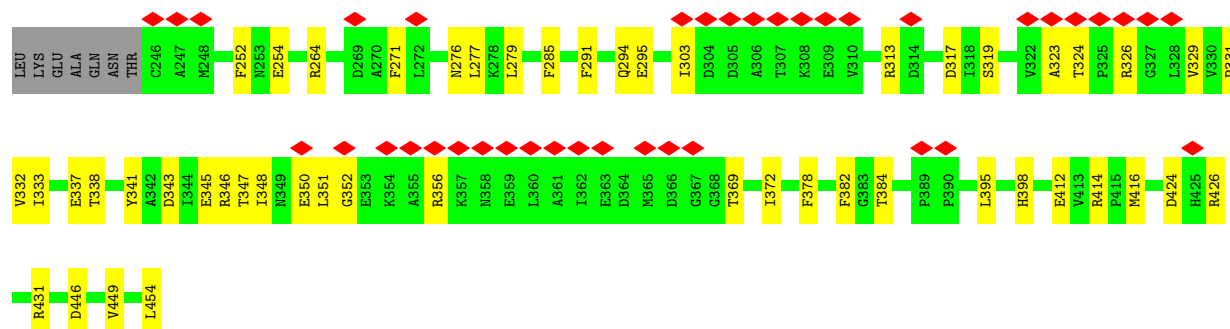 LEU LYS GLU ALA GLN ASN THR C246 A247 M248 F252 N253 E254 R264 D269 A270 F271 L272 N276 L277 K278 L279 F285 F291 Q294 E295 I303 D304 D305 A306 T307 K308 E309 V310 R313 D314 D317 I318 S319 V322 A323 T324 P325 R326 G327 L328 V329 V330
V332 I333 E337 T338 Y341 A342 D343 I344 E345 R346 T347 I348 N349 E350 L351 G352 E353 K354 A355 R356 K357 N358 E359 L360 A361 I362 E363 D364 M365 D366 G367 G368 T369 I372 F378 F382 G383 T384 P389 P390 L395 H398 E412 V413 R414 P415 M416 D424 H425 R426
R431 D446 V449 L454